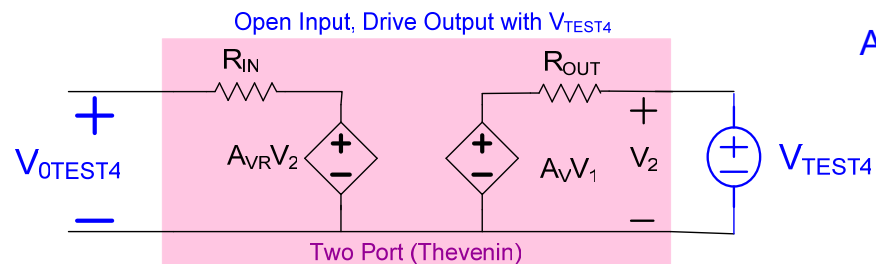 Open Input, Drive Output with VTEST4
A
RIN
ROUT
+
+
V0TEST4
AVRV2
+
−
+
−
AVV1
V2
+
−
VTEST4
−
−
Two Port (Thevenin)